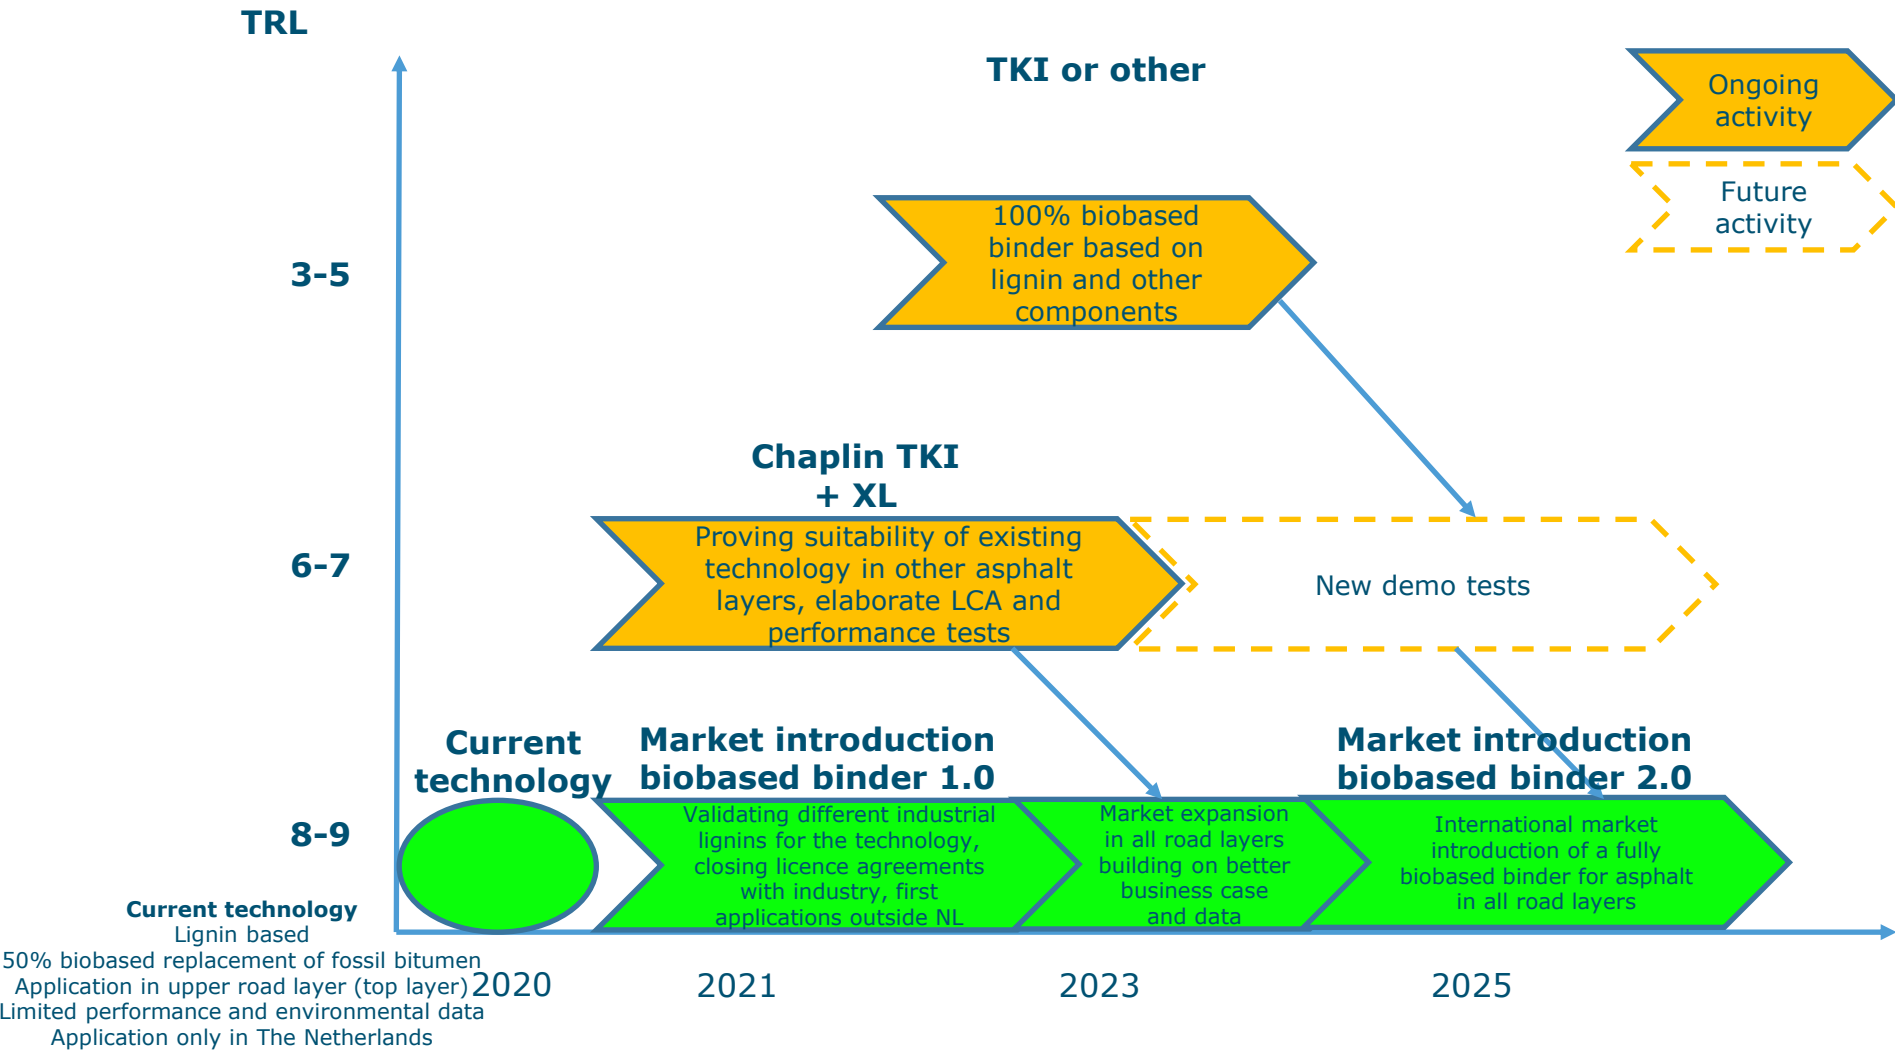 TRL
TKI or other
Ongoing
activity
Future
activity
100% biobased
binder based on
lignin and other
components
3-5
Chaplin TKI
+ XL
Proving suitability of existing
technology in other asphalt
layers, elaborate LCA and
performance tests
6-7
New demo tests
Current
technology
Market introduction
biobased binder 1.0
Market introduction
biobased binder 2.0
8-9
Validating different industrial
lignins for the technology,
closing licence agreements
with industry, first
applications outside NL
Market expansion
in all road layers
building on better
business case
and data
International market
introduction of a fully
biobased binder for asphalt
in all road layers
Current technology
Lignin based
50% biobased replacement of fossil bitumen
Application in upper road layer (top layer)
Limited performance and environmental data
Application only in The Netherlands
2020
2021
2023
2025